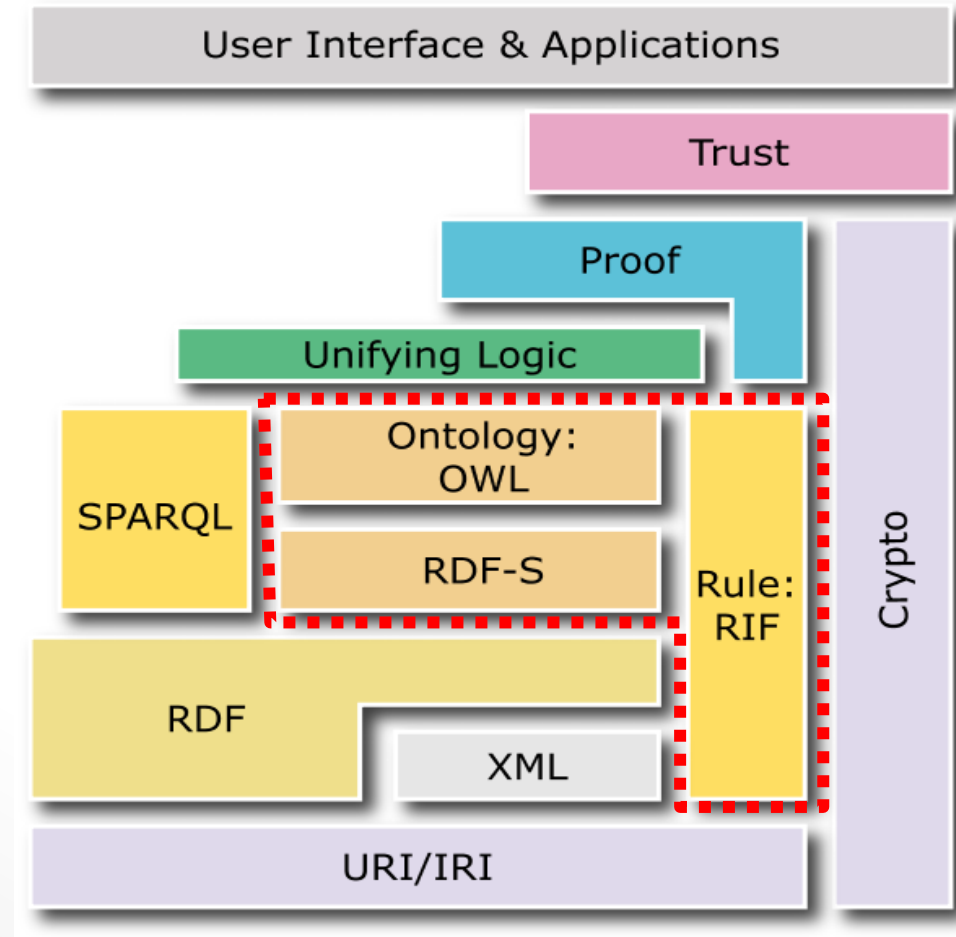 User Interface & Applications
Trust
Proof
Unifying Logic
Ontology:
OWL
SPARQL
RDF-S
Rule:
RIF
Crypto
RDF
XML
URI/IRI